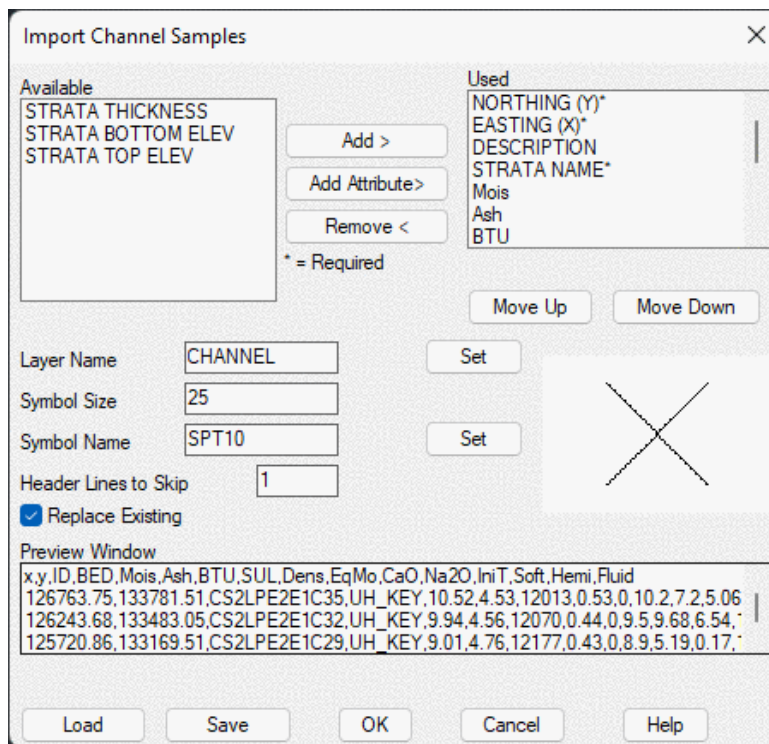 Import Channel Samples
Available
STRATA THICKNESS
STRATA BOTTOM ELEV
STRATA TOP ELEV
Add >
Add Attribute>
Remove <
* = Required
Used
NORTHING (Y)*
EASTING (X)*
DESCRIPTION
STRATA NAME*
Mois
Ash
BTU
Move Up
Move Down
Layer Name
CHANNEL
Set
Symbol Size
25
Symbol Name
SPT10
Set
Header Lines to Skip
1
Replace Existing
Preview Window
x,y,ID,BED,Mois,Ash,BTU,SUL,Dens,EqMo,CaO,Na2O,IniT,Soft,Hemi,Fluid
126763.75,133781.51,CS2LPE2E1C35,UH_KEY,10.52,4.53,12013,0.53,0,10.2,7.2,5.06
126243.68,133483.05,CS2LPE2E1C32,UH_KEY,9.94,4.56,12070,0.44,0,9.5,9.68,6.54,
125720.86,133169.51,CS2LPE2E1C29,UH_KEY,9.01,4.76,12177,0.43,0,8.9,5.19,0.17,
Load
Save
OK
Cancel
Help